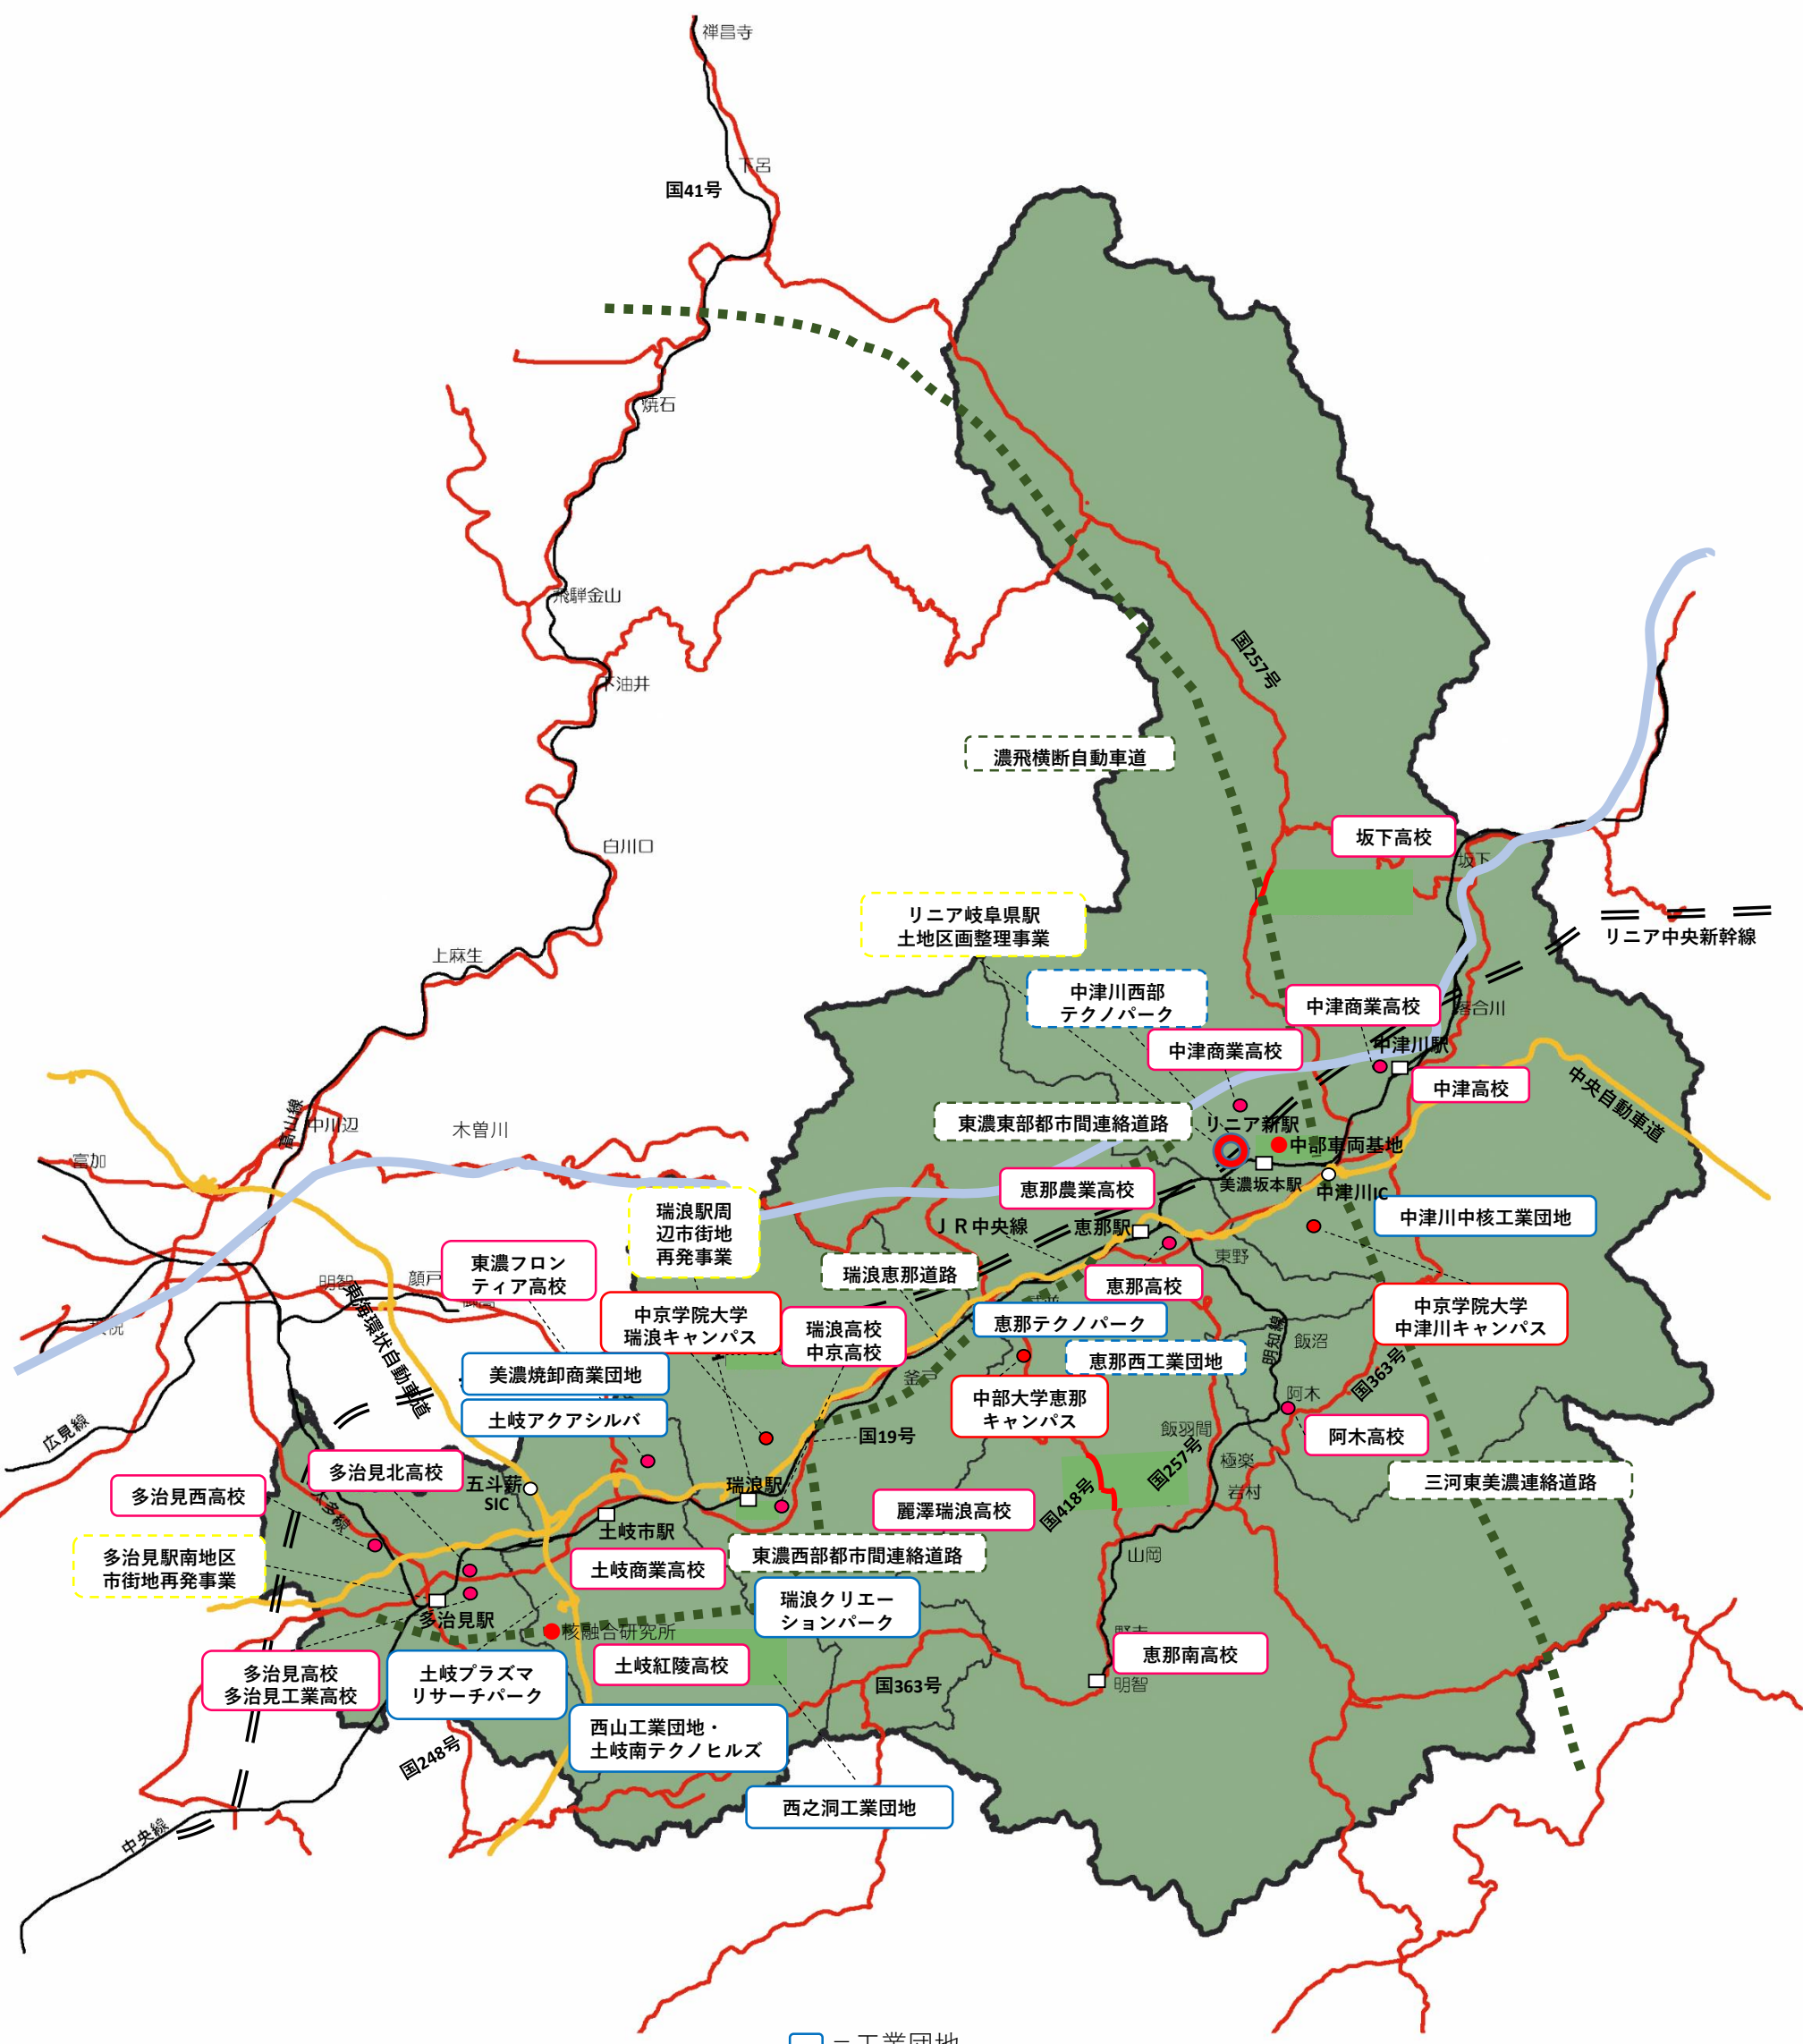 禅昌寺
下呂
国41号
焼石
飛騨金山
下油井
国257号
濃飛横断自動車道
白川口
坂下高校
坂下
リニア岐阜県駅
土地区画整理事業
リニア中央新幹線
上麻生
中津川西部
テクノパーク
中津商業高校
落合川
中津商業高校
中津川駅
中津高校
中央自動車道
高山線
中川辺
木曽川
東濃東部都市間連絡道路
リニア新駅
中部車両基地
富加
美濃坂本駅
中津川IC
恵那農業高校
瑞浪駅周
辺市街地
再発事業
ＪＲ中央線
恵那駅
中津川中核工業団地
東濃フロン
ティア高校
東野
瑞浪恵那道路
恵那高校
明智
顔戸
東海環状自動車道
中京学院大学
瑞浪キャンパス
瑞浪高校
中京高校
恵那テクノパーク
中京学院大学
中津川キャンパス
明知線
飯沼
恵那西工業団地
美濃焼卸商業団地
釜戸
国363号
土岐アクアシルバ
中部大学恵那
キャンパス
阿木
広見線
国19号
飯羽間
阿木高校
多治見北高校
国257号
極楽
五斗蒔
SIC
瑞浪駅
三河東美濃連絡道路
多治見西高校
岩村
太多線
麗澤瑞浪高校
国418号
土岐市駅
東濃西部都市間連絡道路
山岡
多治見駅南地区
市街地再発事業
土岐商業高校
瑞浪クリエー
ションパーク
多治見駅
核融合研究所
恵那南高校
土岐紅陵高校
多治見高校
多治見工業高校
土岐プラズマ
リサーチパーク
国363号
明智
西山工業団地・
土岐南テクノヒルズ
国248号
西之洞工業団地
中央線
＝工業団地